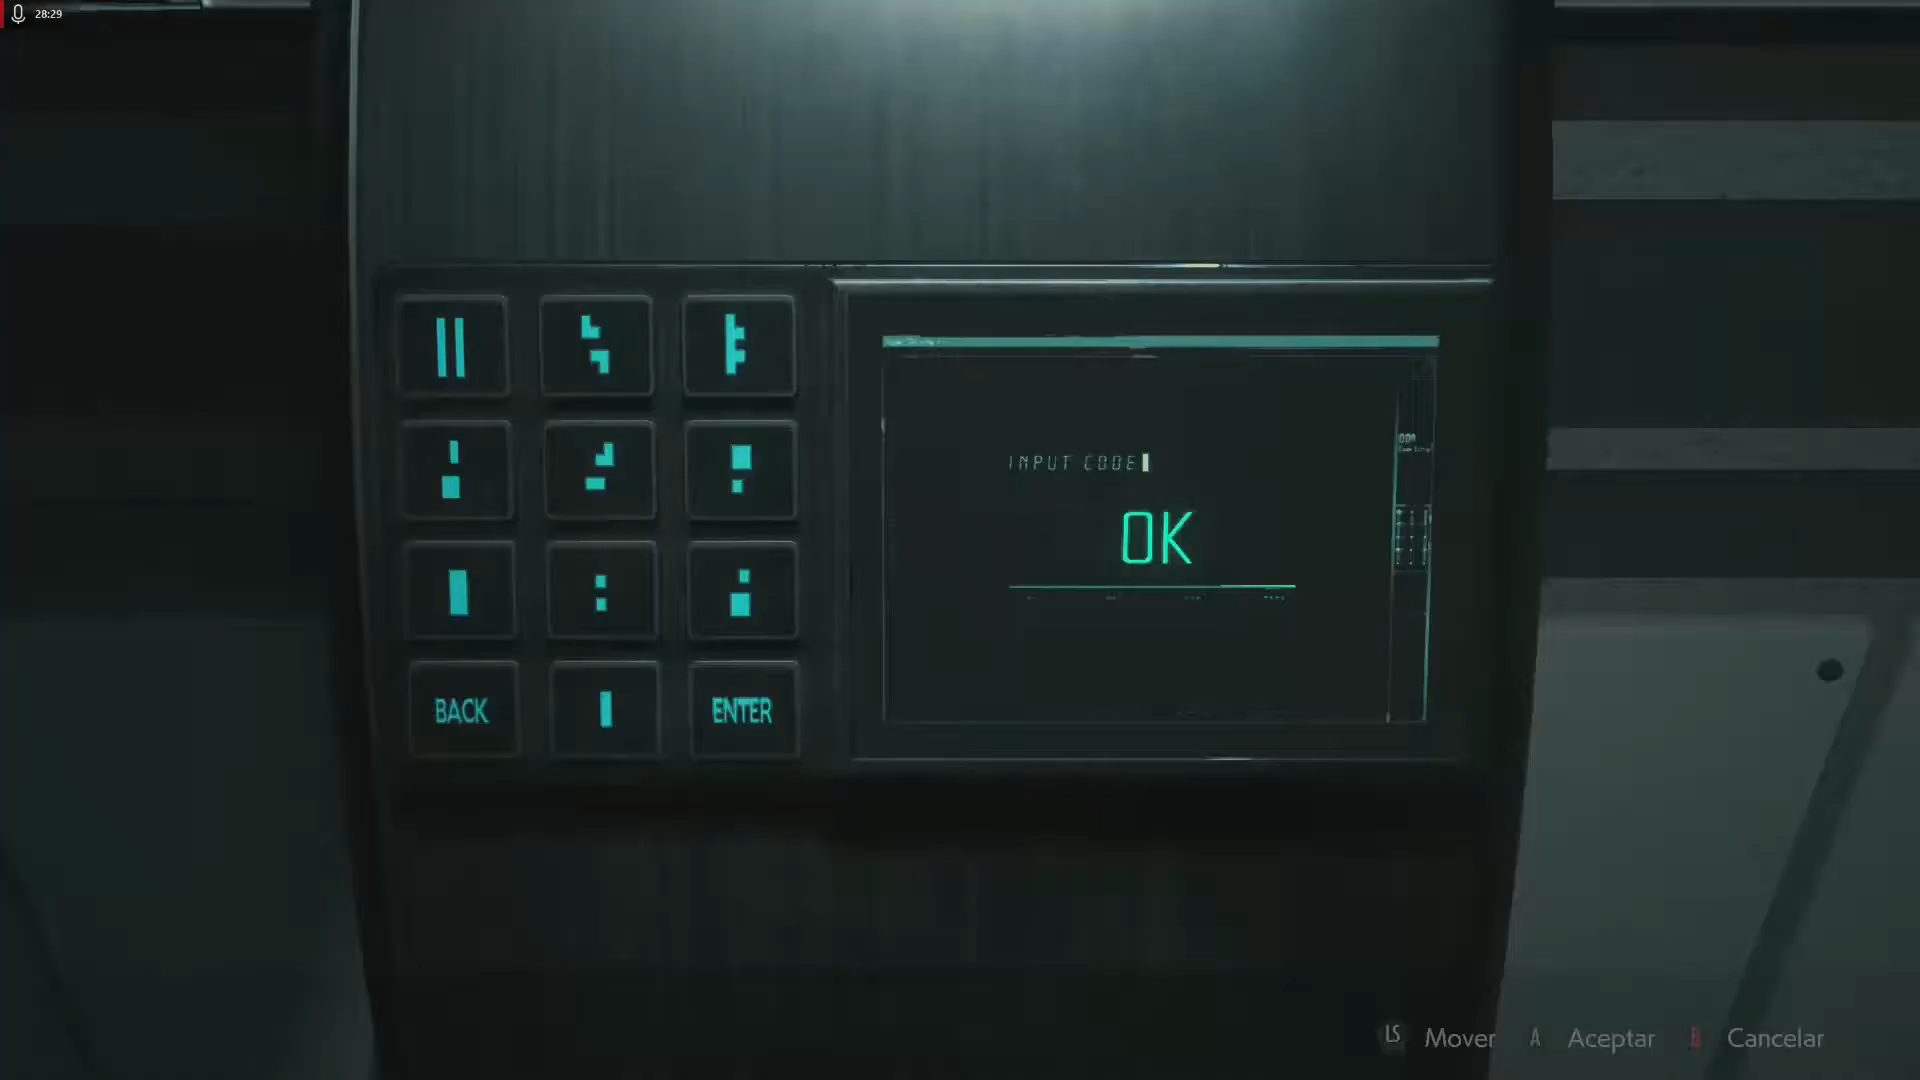 28:29
INPUT CODE
OK
BACK
ENTER
LS Mover A Aceptar B Cancelar